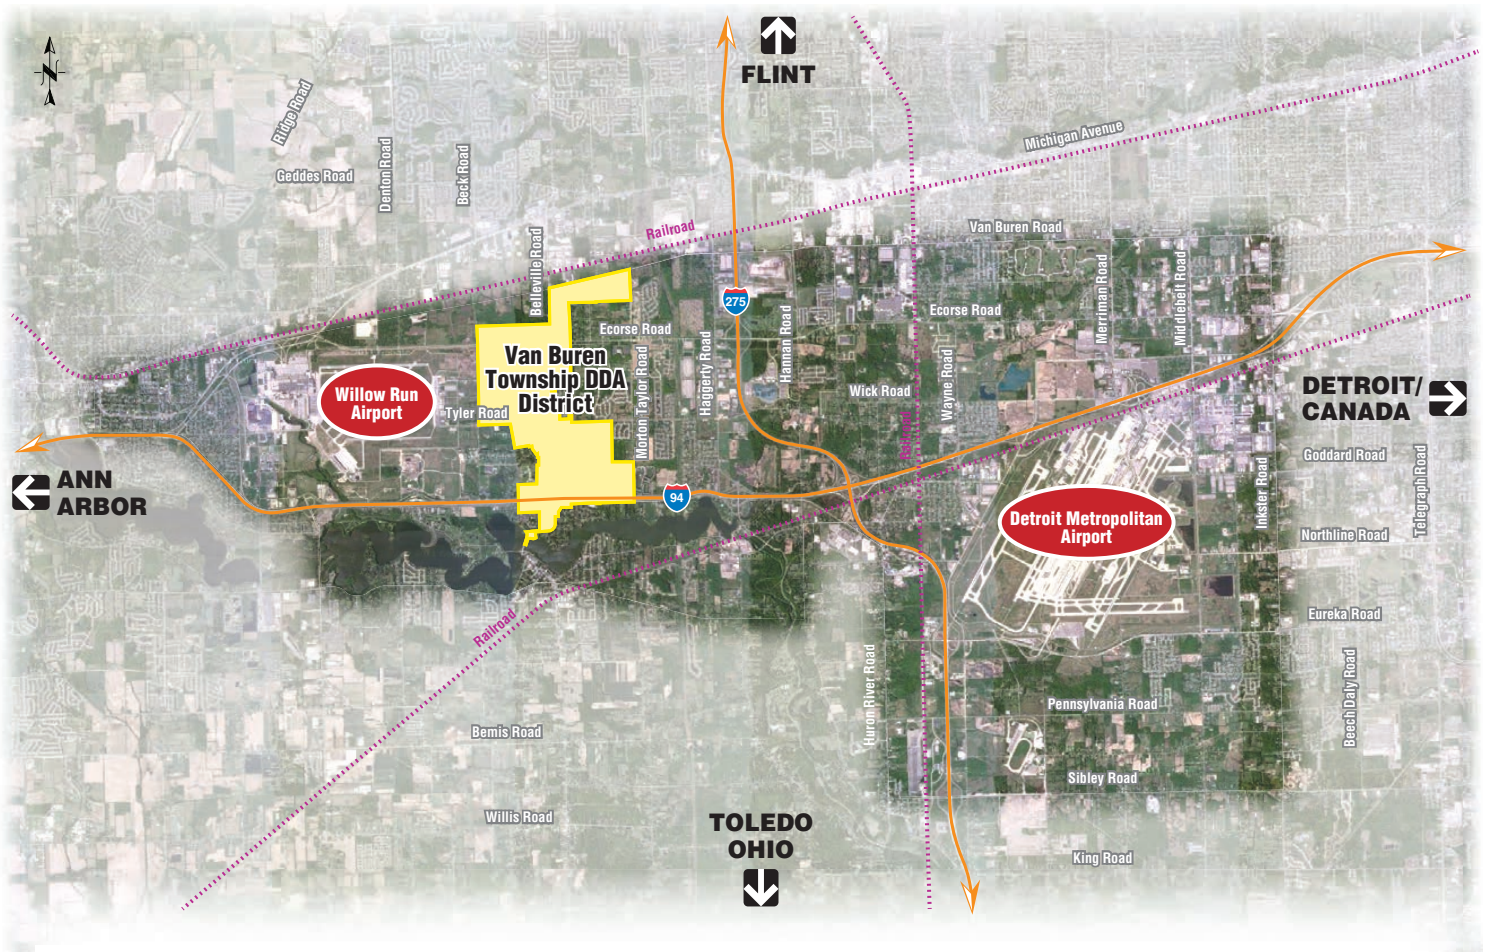 N
FLINT
Ridge Road
Michigan Avenue
Geddes Road
Denton Road
Beck Road
Railroad
Van Buren Road
Belleville Road
Merriman Road
Middlebelt Road
275
Ecorse Road
Ecorse Road
Hannan Road
Haggerty Road
Morton Taylor Road
Wayne Road
Van Buren
Township DDA
District
Willow Run
Airport
Tyler Road
Wick Road
DETROIT/
CANADA
Railroad
Goddard Road
Telegraph Road
Inkster Road
ANN
ARBOR
94
Detroit Metropolitan
Airport
Northline Road
Eureka Road
Railroad
Huron River Road
Beech Daly Road
Pennsylvania Road
Bemis Road
Sibley Road
Willis Road
TOLEDO
OHIO
King Road